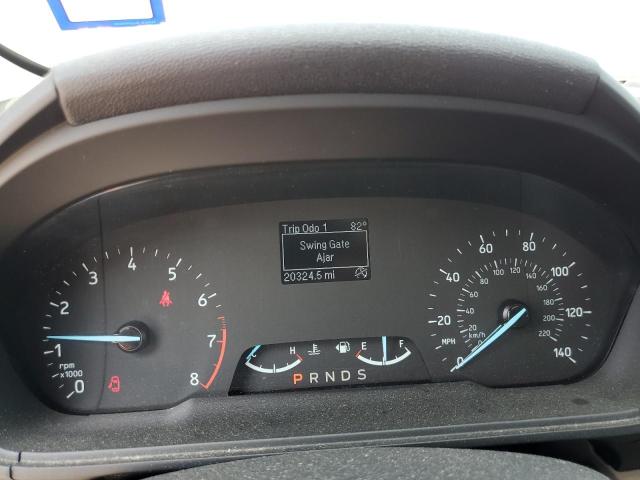 Trip Odo 1 82°
Swing Gate
Ajar
20324.5 mi
0 1 2 3 4 5 6 7 8
rpm
x1000
C H E F
P R N D S
0 20 40 60 80 100 120 140
MPH
0 20 40 60 80 100 120 140 160 180 200 220
km/h